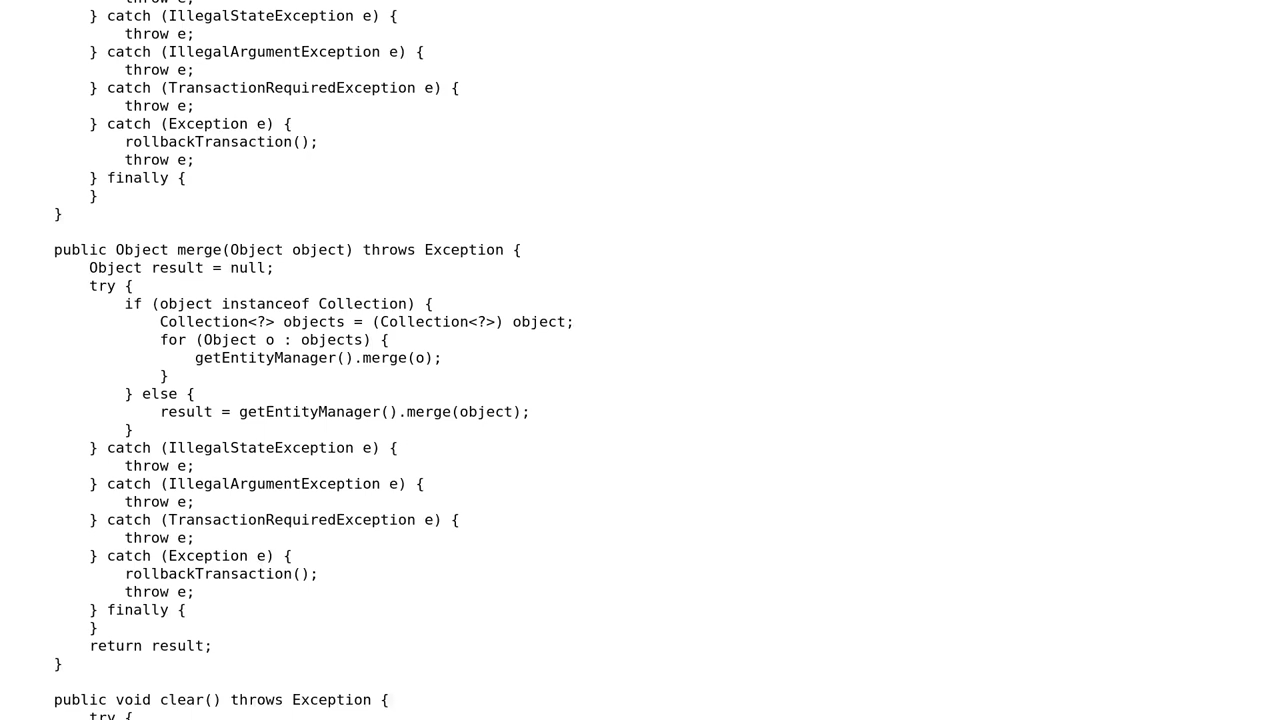 throw e;
} catch (IllegalStateException e) {
throw e;
} catch (IllegalArgumentException e) {
throw e;
} catch (TransactionRequiredException e) {
throw e;
} catch (Exception e) {
rollbackTransaction();
throw e;
} finally {
}
}
public Object merge(Object object) throws Exception {
Object result = null;
try {
if (object instanceof Collection) {
Collection<?> objects = (Collection<?>) object;
for (Object o : objects) {
getEntityManager().merge(o);
}
} else {
result = getEntityManager().merge(object);
}
} catch (IllegalStateException e) {
throw e;
} catch (IllegalArgumentException e) {
throw e;
} catch (TransactionRequiredException e) {
throw e;
} catch (Exception e) {
rollbackTransaction();
throw e;
} finally {
}
return result;
}
public void clear() throws Exception {
try {